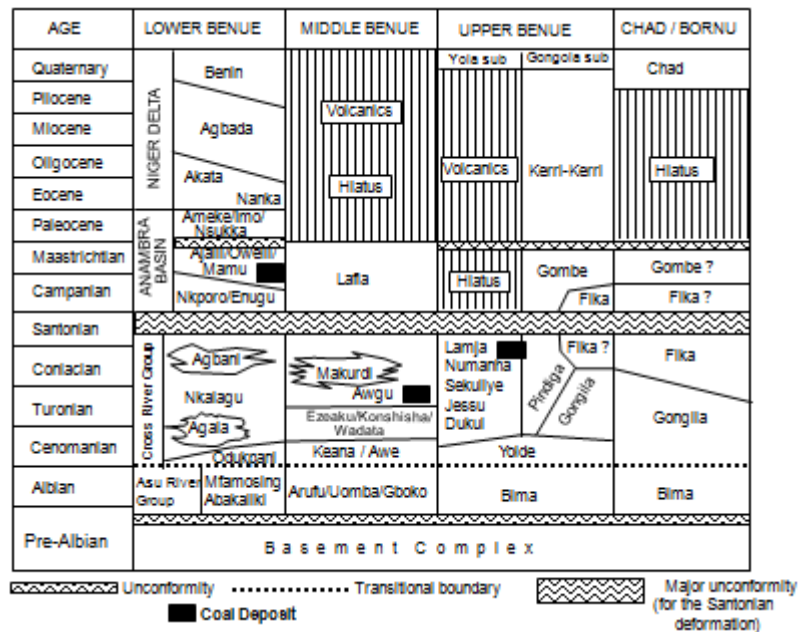 AGE LOWER BENUE MIDDLE BENUE UPPER BENUE CHAD / BORNU
Yola sub Gongola sub
Quaternary Benin Chad
Pliocene
Volcanics
Miocene Agbada
NIGER DELTA
Oligocene
Volcanics Kerri-Kerri Hiatus
Akata
Hiatus
Eocene Nanka
Paleocene Ameke/Imo/
Nsukka
ANAMBRA
BASIN
Maastrichtian Ajalli/Owelli/
Mamu
Lafia Hiatus Gombe Gombe ?
Campanian Nkporo/Enugu Fika Fika ?
Santonian
Cross River Group
Coniacian Agbani Makurdi Lamja Fika ? Fika
Awgu Numanha
Turonian Nkalagu Sekuliye Pindiga Gongila Gongila
Ezeaku/Konshisha/
Wadata
Jessu
Agala Dukul
Cenomanian Odukpani Keana / Awe Yolde
Albian Asu River
Group
Mfamosing
Abakaliki
Arufu/Uomba/Gboko Bima Bima
Pre-Albian
Basement Complex
Unconformity Transitional boundary Major unconformity
(for the Santonian
deformation)
Coal Deposit